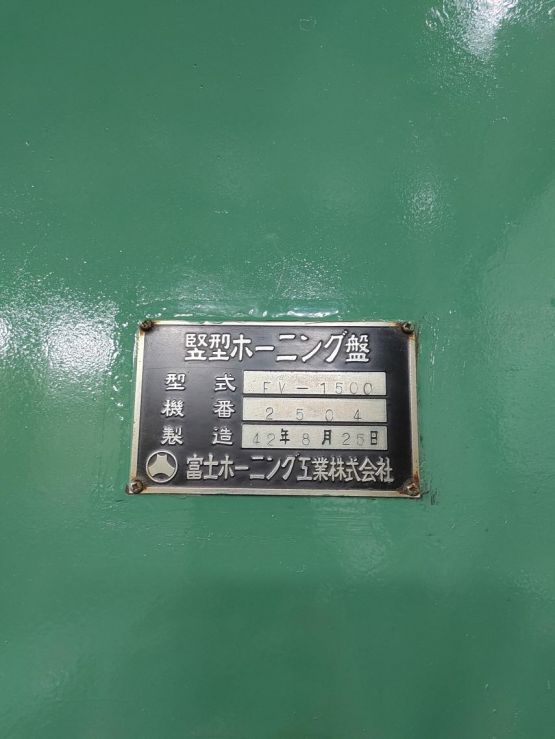 竪型ホーニング盤
型式 FV-1500
機番 2504
製造 42年8月25日
富士ホーニング工業株式会社